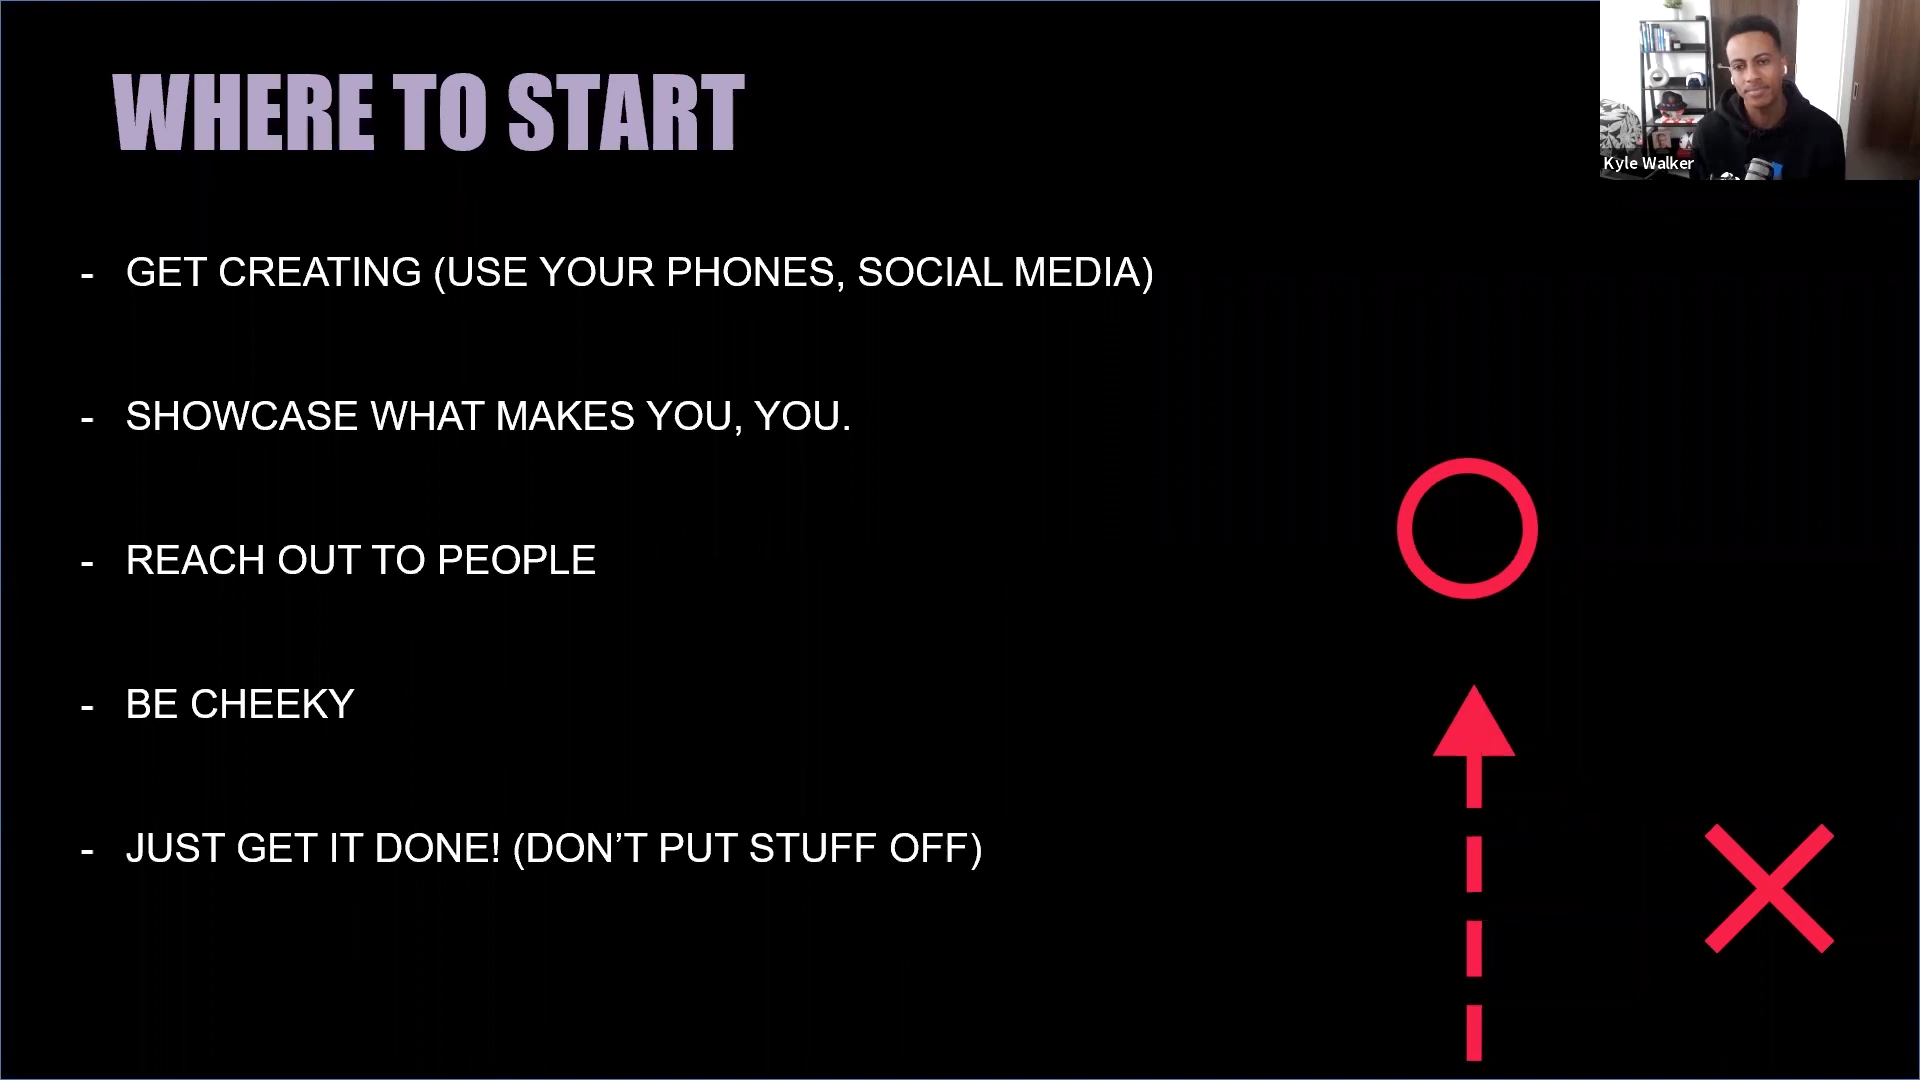 WHERE TO START
Kyle Walker
- GET CREATING (USE YOUR PHONES, SOCIAL MEDIA)
- SHOWCASE WHAT MAKES YOU, YOU.
- REACH OUT TO PEOPLE
- BE CHEEKY
- JUST GET IT DONE! (DON’T PUT STUFF OFF)